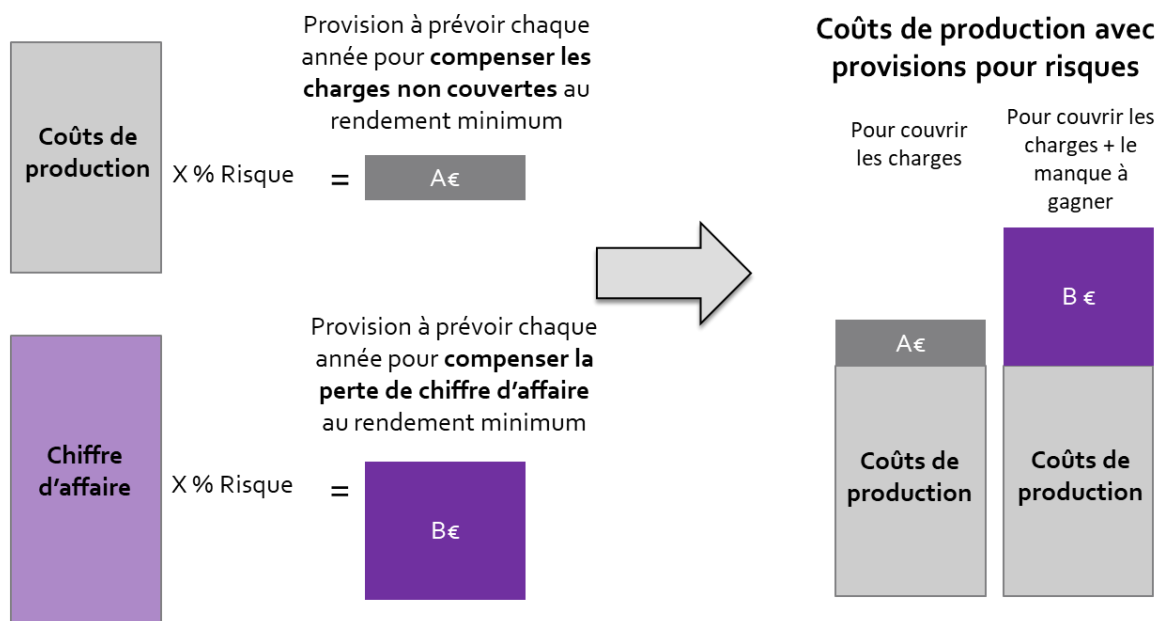 Coûts de
production
X % Risque
=
Provision à prévoir chaque
année pour compenser les
charges non couvertes au
rendement minimum
A€
Chiffre
d'affaire
X % Risque
=
Provision à prévoir chaque
année pour compenser la
perte de chiffre d'affaire
au rendement minimum
B€
Coûts de production avec
provisions pour risques
Pour couvrir
les charges
A€
Coûts de
production
Pour couvrir les
charges + le
manque à
gagner
B €
Coûts de
production